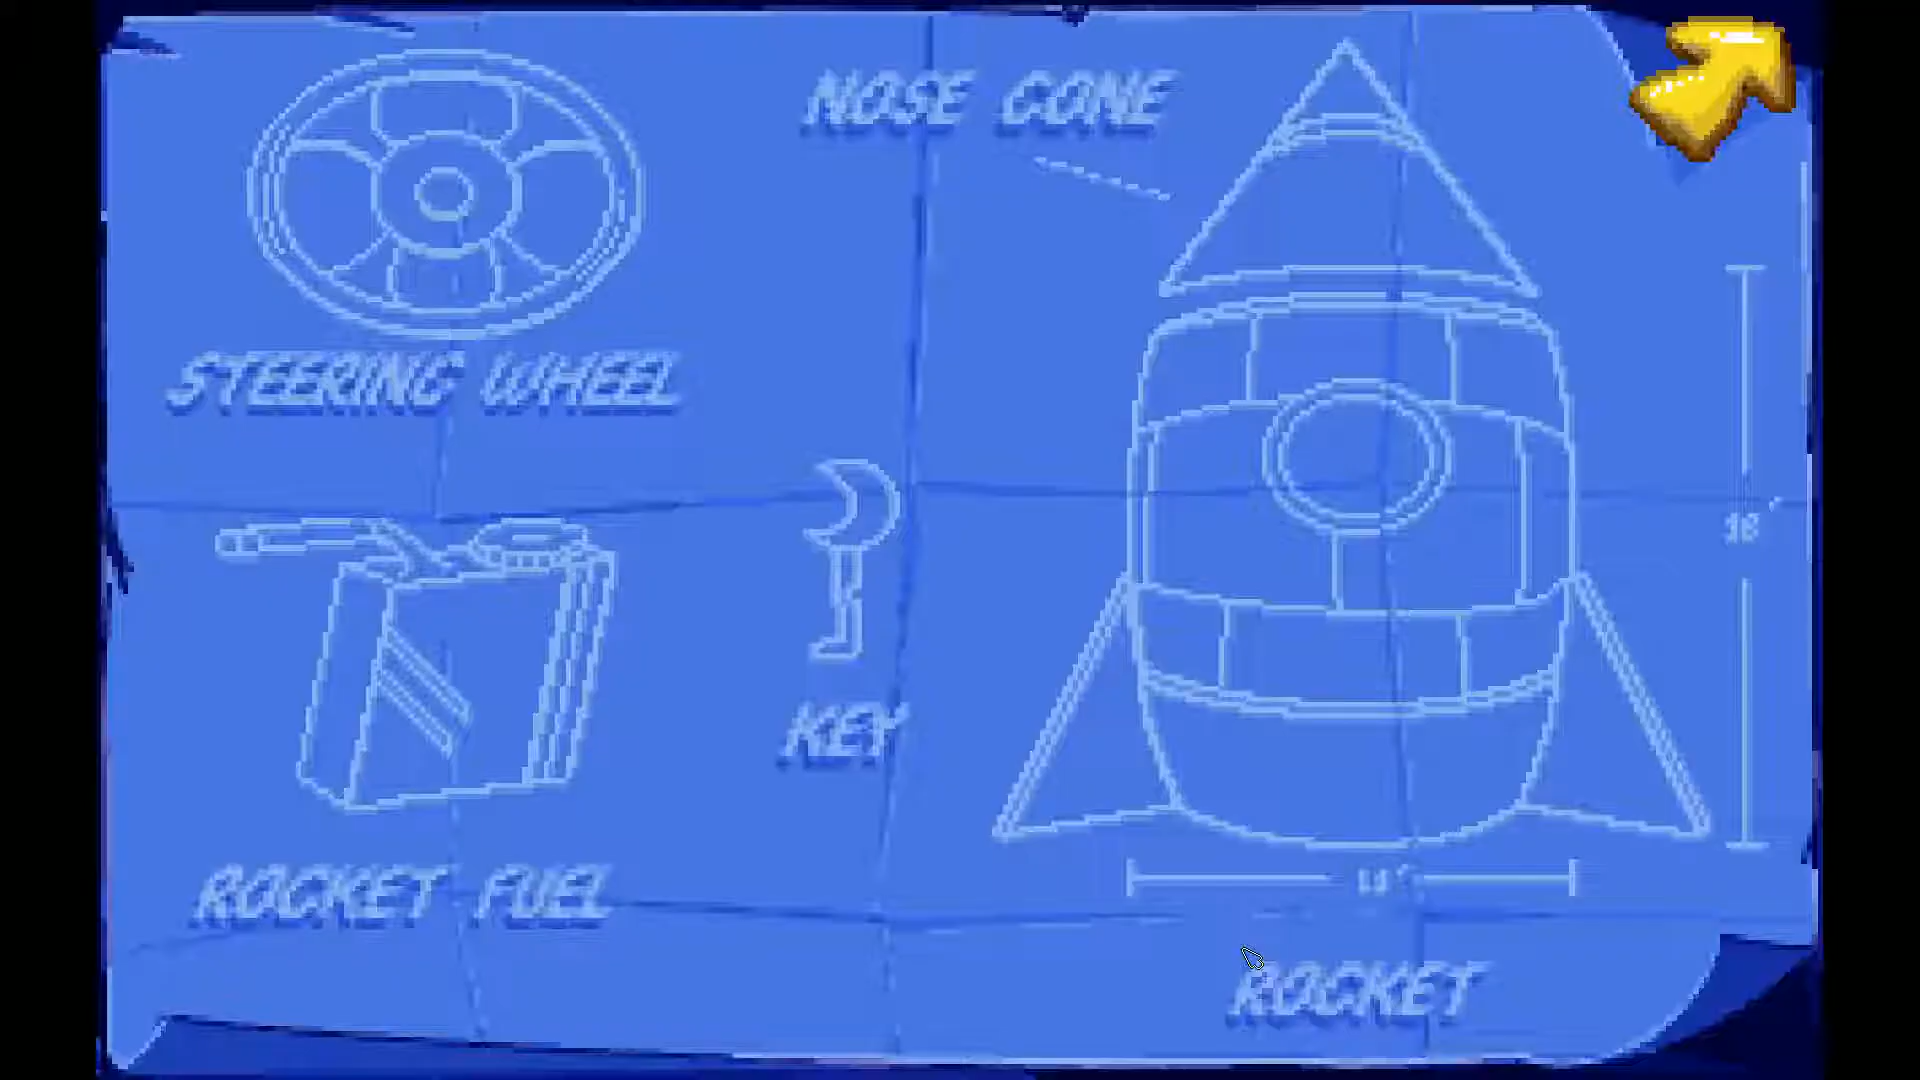 NOSE CONE
STEERING WHEEL
KEY
ROCKET FUEL
ROCKET